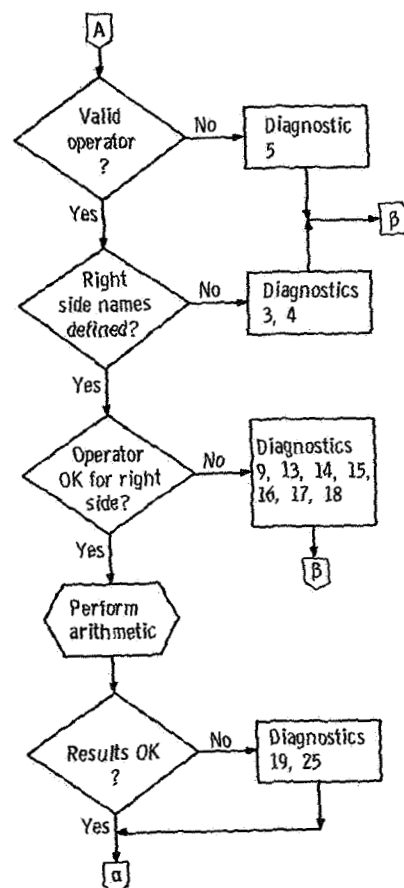 A
Valid
operator
?
No
Diagnostic
5
Yes
β
Right
side names
defined?
No
Diagnostics
3, 4
Yes
Operator
OK for right
side?
No
Diagnostics
9, 13, 14, 15,
16, 17, 18
Yes
β
Perform
arithmetic
Results OK
?
No
Diagnostics
19, 25
Yes
α